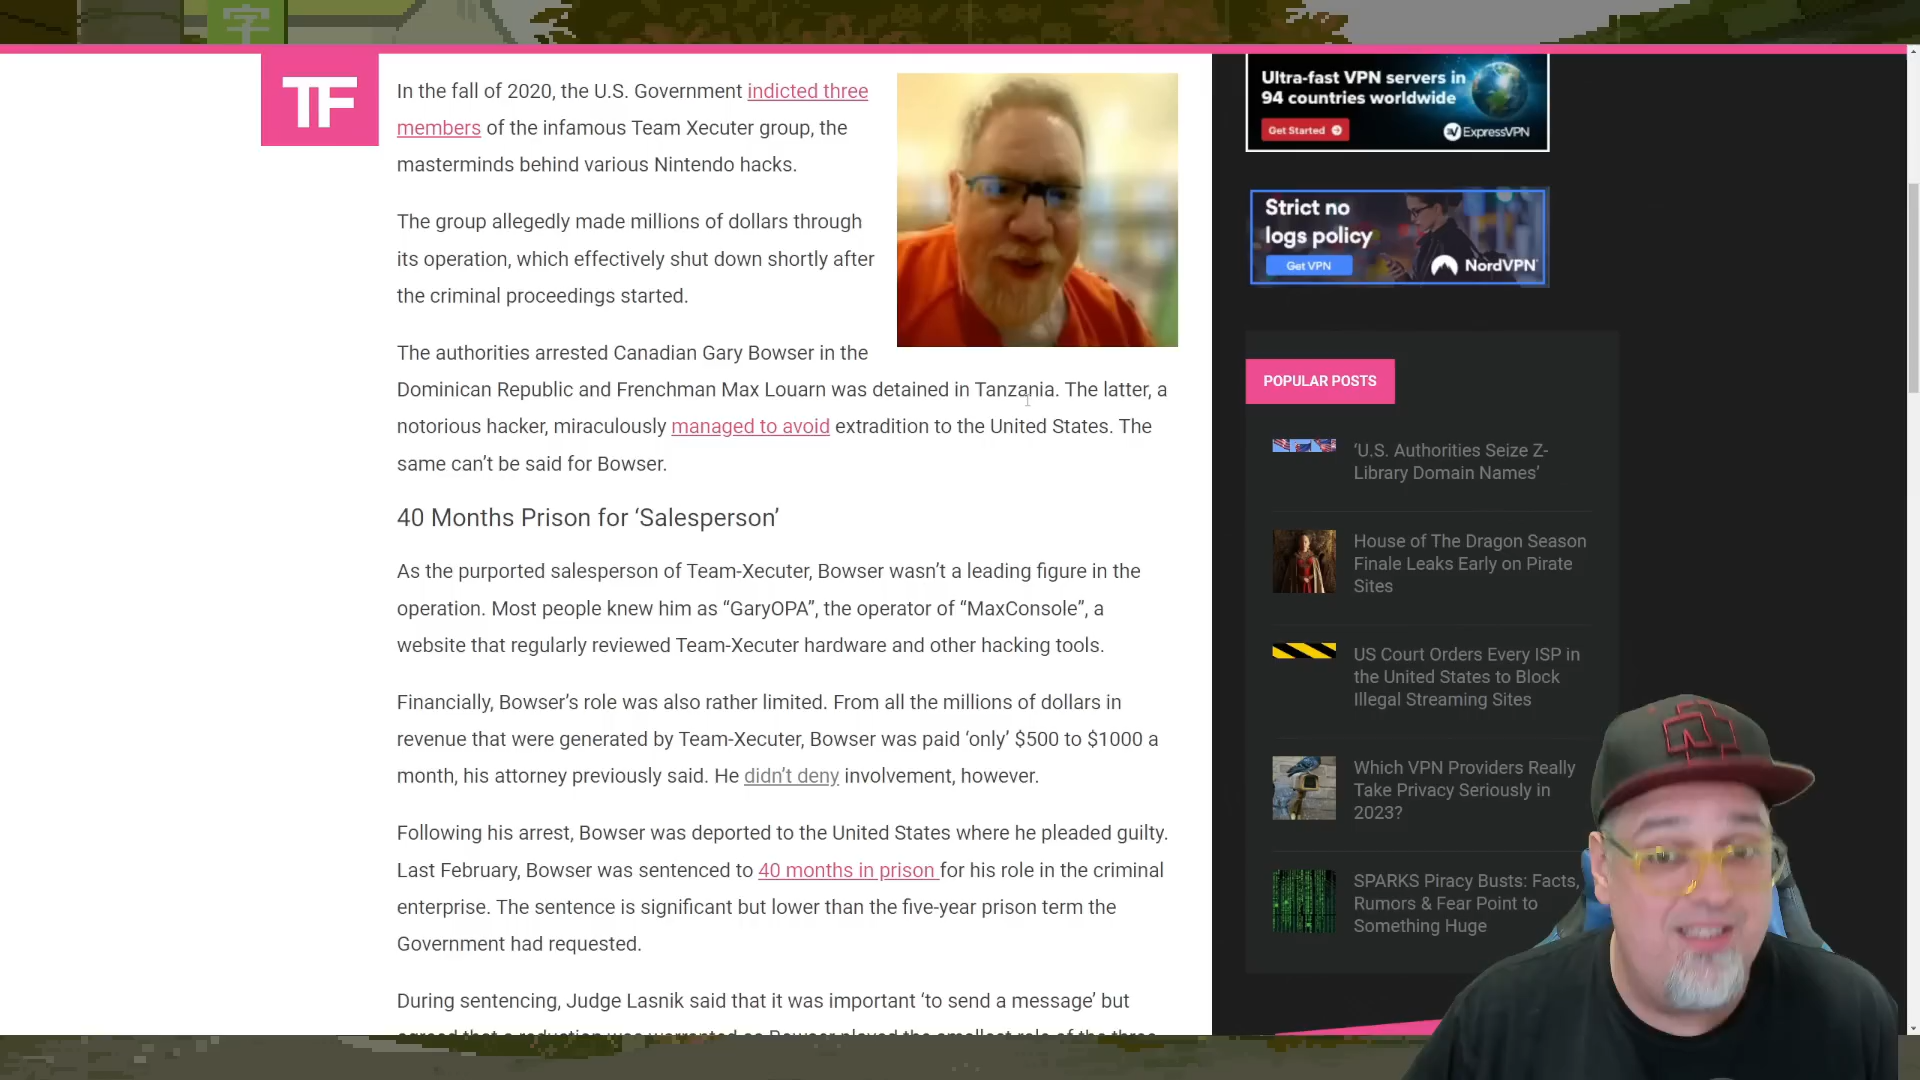 字
TF
In the fall of 2020, the U.S. Government indicted three
members of the infamous Team Xecuter group, the
masterminds behind various Nintendo hacks.
The group allegedly made millions of dollars through
its operation, which effectively shut down shortly after
the criminal proceedings started.
The authorities arrested Canadian Gary Bowser in the
Dominican Republic and Frenchman Max Louarn was detained in Tanzania. The latter, a
notorious hacker, miraculously managed to avoid extradition to the United States. The
same can’t be said for Bowser.
40 Months Prison for ‘Salesperson’
As the purported salesperson of Team-Xecuter, Bowser wasn’t a leading figure in the
operation. Most people knew him as “GaryOPA”, the operator of “MaxConsole”, a
website that regularly reviewed Team-Xecuter hardware and other hacking tools.
Financially, Bowser’s role was also rather limited. From all the millions of dollars in
revenue that were generated by Team-Xecuter, Bowser was paid ‘only’ $500 to $1000 a
month, his attorney previously said. He didn’t deny involvement, however.
Following his arrest, Bowser was deported to the United States where he pleaded guilty.
Last February, Bowser was sentenced to 40 months in prison for his role in the criminal
enterprise. The sentence is significant but lower than the five-year prison term the
Government had requested.
During sentencing, Judge Lasnik said that it was important ‘to send a message’ but
agreed that a reduction was warranted as Bowser played the smallest role of the three
Ultra-fast VPN servers in
94 countries worldwide
Get Started
ExpressVPN
Strict no
logs policy
Get VPN
NordVPN
POPULAR POSTS
‘U.S. Authorities Seize Z-
Library Domain Names’
House of The Dragon Season
Finale Leaks Early on Pirate
Sites
US Court Orders Every ISP in
the United States to Block
Illegal Streaming Sites
Which VPN Providers Really
Take Privacy Seriously in
2023?
SPARKS Piracy Busts: Facts,
Rumors & Fear Point to
Something Huge